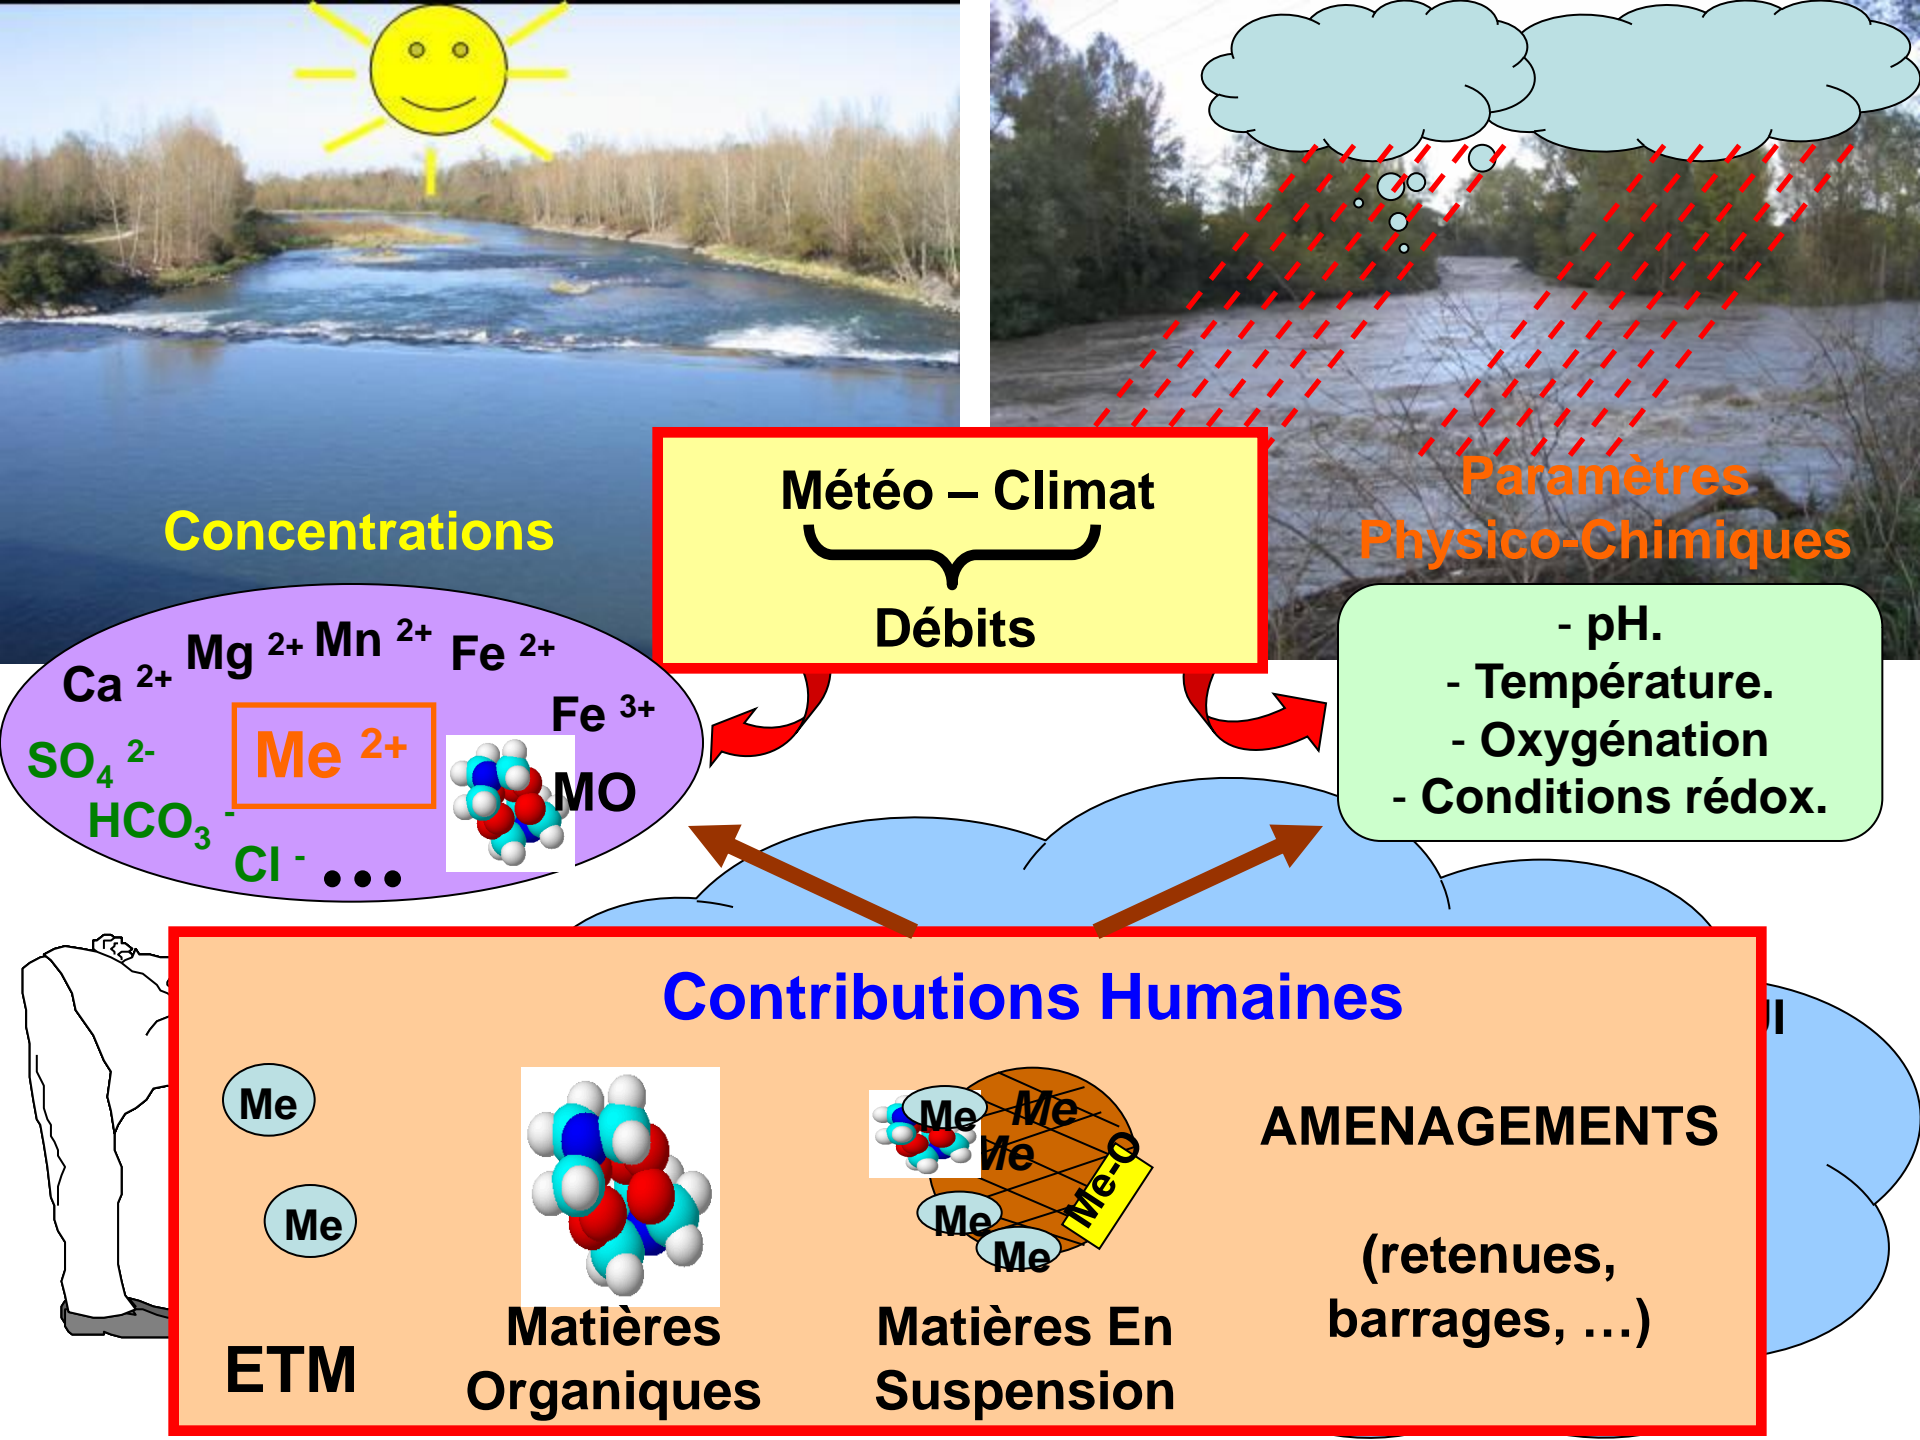 Météo – Climat
Débits
Concentrations
Paramètres
Physico-Chimiques
Ca 2+
Mg 2+
Mn 2+
Fe 2+
Fe 3+
SO4 2-
Me 2+
HCO3 -
Cl -
...
MO
- pH.
- Température.
- Oxygénation
- Conditions rédox.
Contributions Humaines
Me
Me
ETM
Matières
Organiques
Me
Me
Me
Me-O
Me
Me
Matières En
Suspension
AMENAGEMENTS
(retenues,
barrages, …)